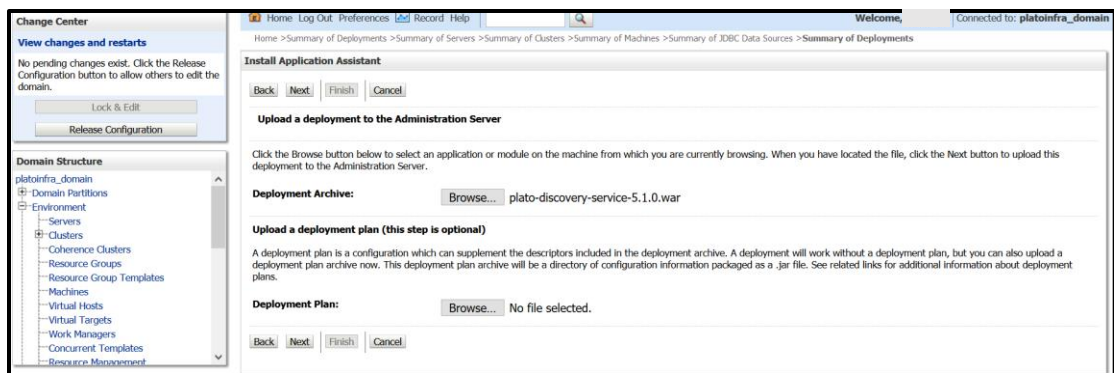 Change Center
View changes and restarts
No pending changes exist. Click the Release
Configuration button to allow others to edit the
domain.
Lock & Edit
Release Configuration
Domain Structure
platoinfra_domain
Domain Partitions
Environment
Servers
Clusters
Coherence Clusters
Resource Groups
Resource Group Templates
Machines
Virtual Hosts
Virtual Targets
Work Managers
Concurrent Templates
Resource Management
Home Log Out Preferences Record Help
Welcome,
Connected to: platoinfra_domain
Home >Summary of Deployments >Summary of Servers >Summary of Clusters >Summary of Machines >Summary of JDBC Data Sources >Summary of Deployments
Install Application Assistant
Back Next Finish Cancel
Upload a deployment to the Administration Server
Click the Browse button below to select an application or module on the machine from which you are currently browsing. When you have located the file, click the Next button to upload this
deployment to the Administration Server.
Deployment Archive: Browse... plato-discovery-service-5.1.0.war
Upload a deployment plan (this step is optional)
A deployment plan is a configuration which can supplement the descriptors included in the deployment archive. A deployment will work without a deployment plan, but you can also upload a
deployment plan archive now. This deployment plan archive will be a directory of configuration information packaged as a .jar file. See related links for additional information about deployment
plans.
Deployment Plan: Browse... No file selected.
Back Next Finish Cancel